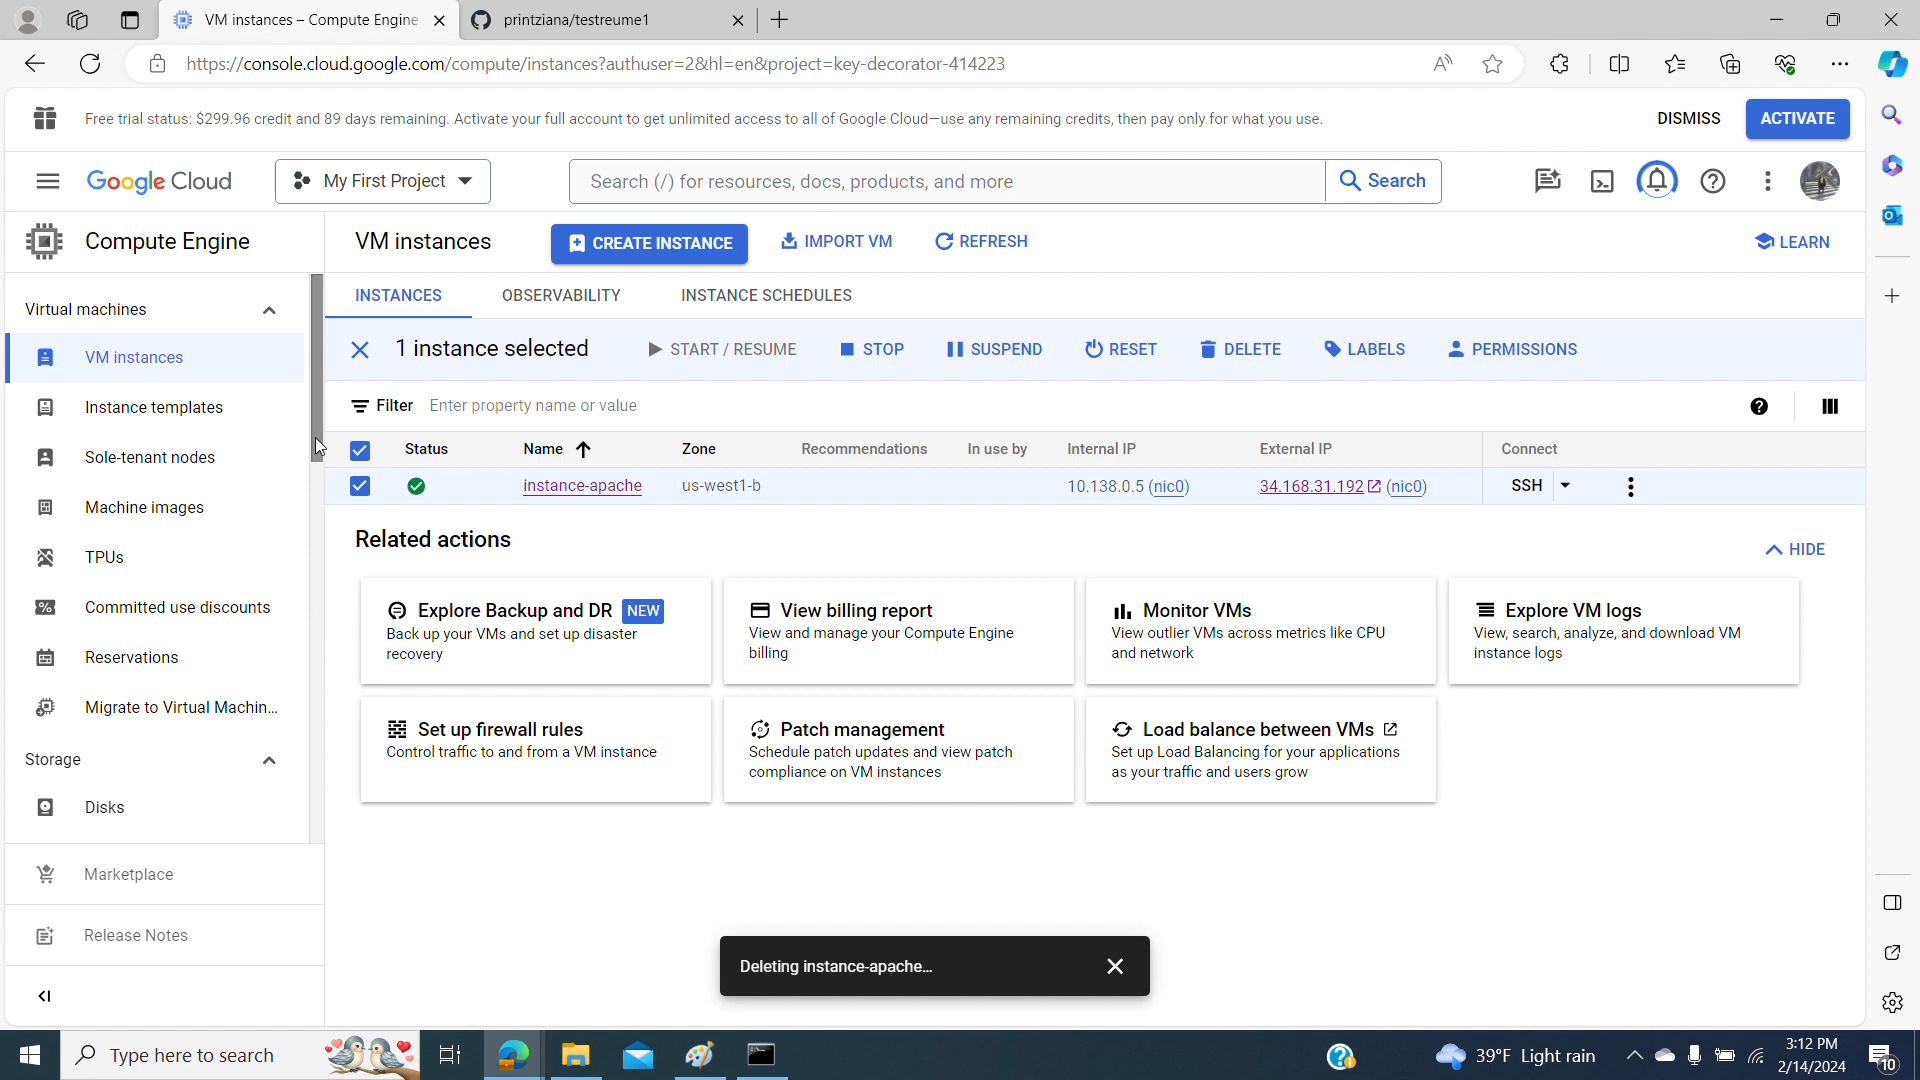 VM instances – Compute Engine
printziana/testreume1
https://console.cloud.google.com/compute/instances?authuser=2&hl=en&project=key-decorator-414223
Free trial status: $299.96 credit and 89 days remaining. Activate your full account to get unlimited access to all of Google Cloud—use any remaining credits, then pay only for what you use.
DISMISS
ACTIVATE
Google Cloud
My First Project
Search (/) for resources, docs, products, and more
Search
Compute Engine
VM instances
CREATE INSTANCE
IMPORT VM
REFRESH
LEARN
Virtual machines
VM instances
Instance templates
Sole-tenant nodes
Machine images
TPUs
Committed use discounts
Reservations
Migrate to Virtual Machin...
Storage
Disks
Marketplace
Release Notes
INSTANCES
OBSERVABILITY
INSTANCE SCHEDULES
1 instance selected
START / RESUME
STOP
SUSPEND
RESET
DELETE
LABELS
PERMISSIONS
Filter Enter property name or value
Status Name Zone Recommendations In use by Internal IP External IP Connect
instance-apache us-west1-b 10.138.0.5 (nic0) 34.168.31.192 (nic0) SSH
Related actions
HIDE
Explore Backup and DR NEW
Back up your VMs and set up disaster
recovery
View billing report
View and manage your Compute Engine
billing
Monitor VMs
View outlier VMs across metrics like CPU
and network
Explore VM logs
View, search, analyze, and download VM
instance logs
Set up firewall rules
Control traffic to and from a VM instance
Patch management
Schedule patch updates and view patch
compliance on VM instances
Load balance between VMs
Set up Load Balancing for your applications
as your traffic and users grow
Deleting instance-apache...
Type here to search
39°F Light rain
3:12 PM
2/14/2024
10